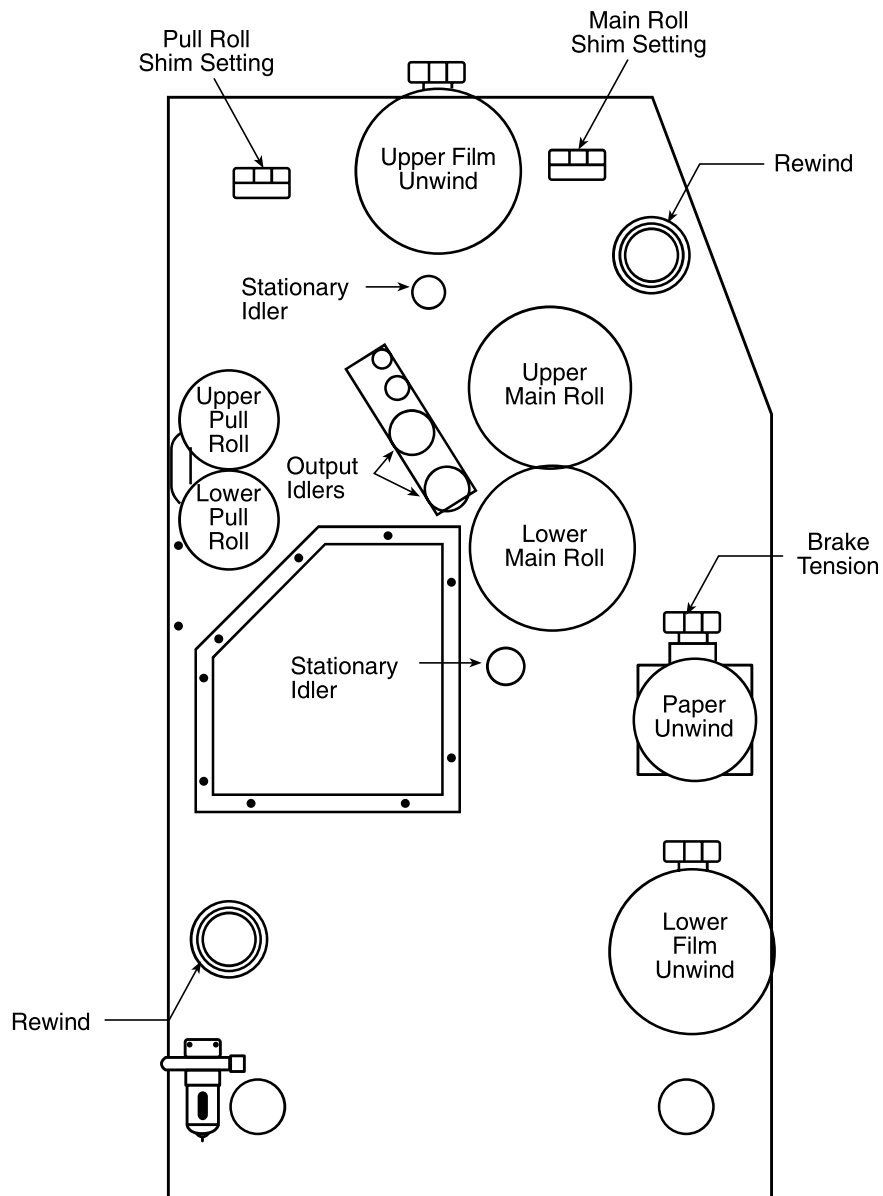 Pull Roll
Shim Setting
Main Roll
Shim Setting
Upper Film
Unwind
Rewind
Stationary
Idler
Upper
Main Roll
Upper
Pull
Roll
Output
Idlers
Lower
Pull
Roll
Lower
Main Roll
Brake
Tension
Stationary
Idler
Paper
Unwind
Lower
Film
Unwind
Rewind